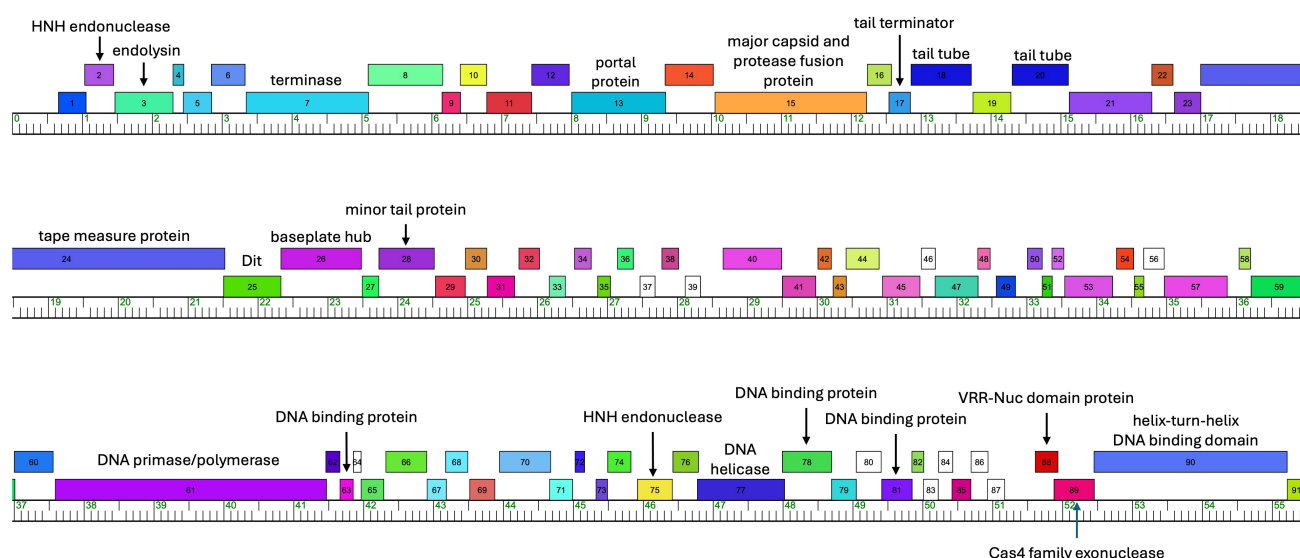 HNH endonuclease
endolysin
terminase
portal
protein
major capsid and
protease fusion
protein
tail terminator
tail tube
tail tube
2 4 6 8 10 12 14 16 18 20 22
1 3 5 7 9 11 13 15 17 19 21 23
0 1 2 3 4 5 6 7 8 9 10 11 12 13 14 15 16 17 18
minor tail protein
tape measure protein
Dit
baseplate hub
24 26 28 30 32 34 36 38 40 42 44 46 48 50 52 54 56 58
25 27 29 31 33 35 37 39 41 43 45 47 49 51 53 55 57 59
19 20 21 22 23 24 25 26 27 28 29 30 31 32 33 34 35 36
DNA binding protein
DNA primase/polymerase
HNH endonuclease
DNA
helicase
DNA binding protein
DNA binding protein
VRR-Nuc domain protein
helix-turn-helix
DNA binding domain
60 62 64 66 68 70 72 74 76 78 80 82 84 86 88 90
61 63 65 67 69 71 73 75 77 79 81 83 85 87 89 91
37 38 39 40 41 42 43 44 45 46 47 48 49 50 51 52 53 54 55
Cas4 family exonuclease